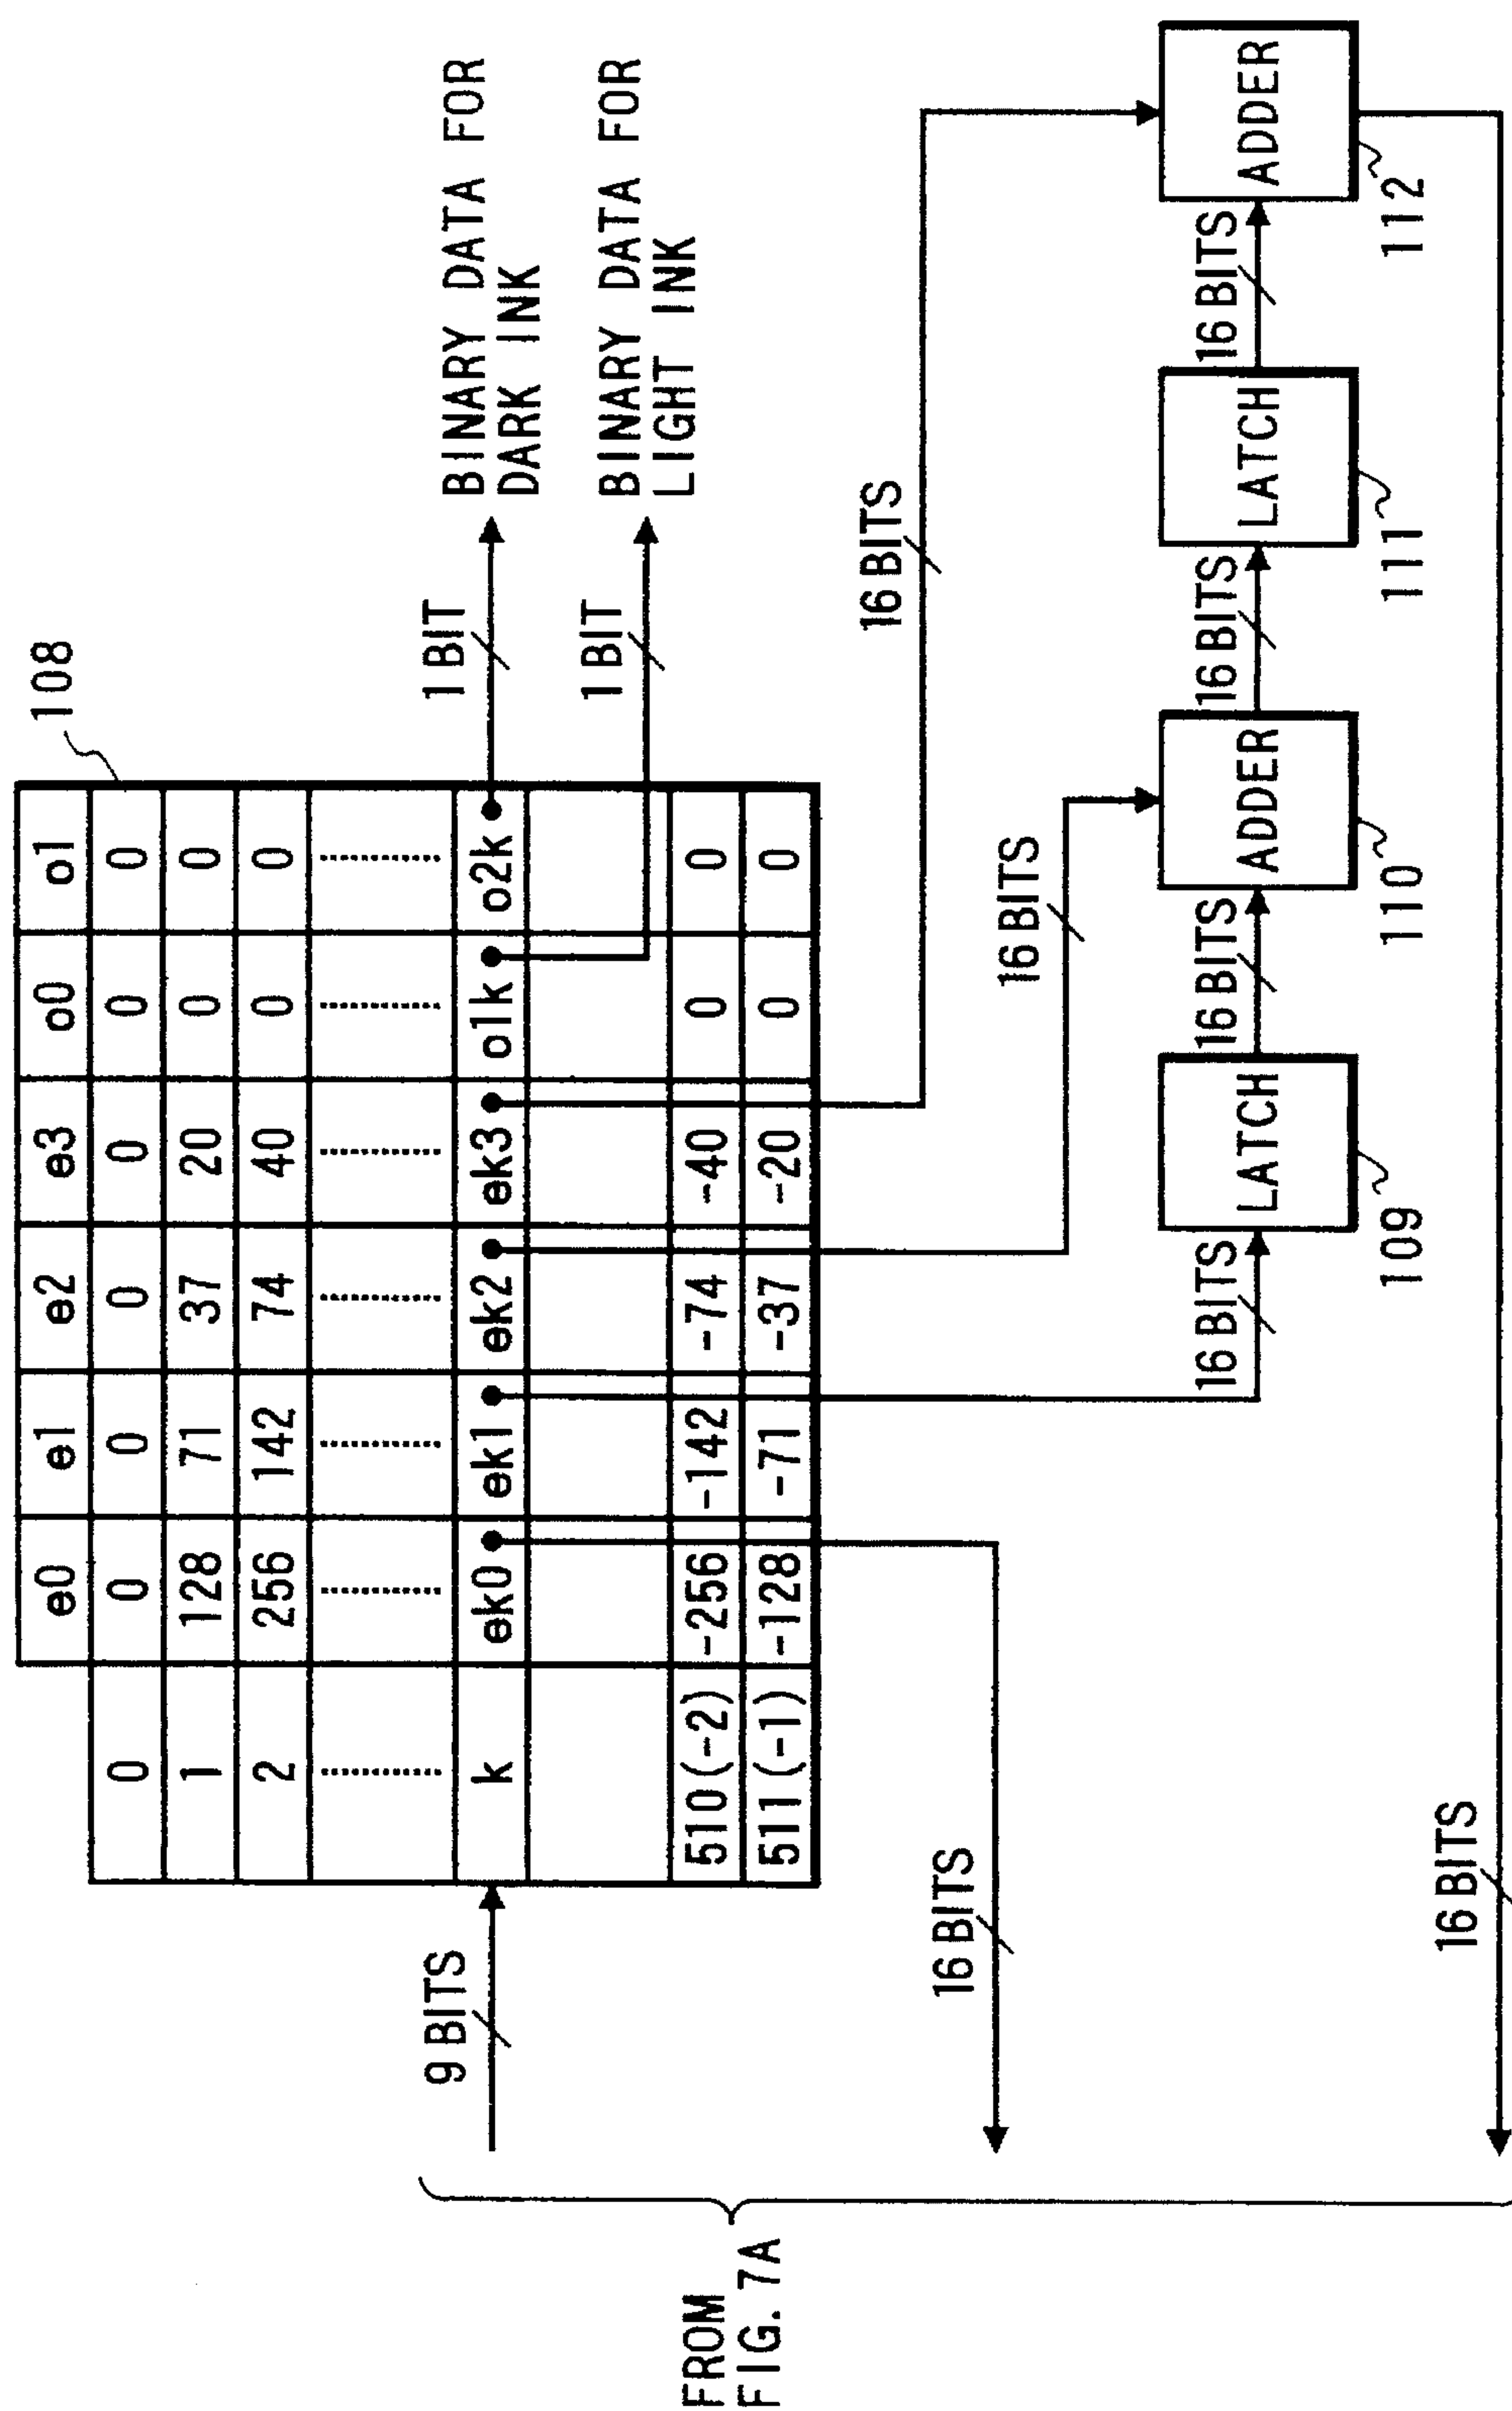 108
e0 e1 e2 e3 o0 o1
0 0 0 0 0 0 0
1 128 71 37 20 0 0
2 256 142 74 40 0 0
k ek0 ek1 ek2 ek3 o1k o2k
510(-2) -256 -142 -74 -40 0 0
511(-1) -128 -71 -37 -20 0 0
9 BITS
1 BIT
BINARY DATA FOR
DARK INK
1 BIT
BINARY DATA FOR
LIGHT INK
FROM
FIG. 7A
16 BITS
16 BITS
16 BITS
16 BITS
LATCH
109
16 BITS
ADDER
110
16 BITS
LATCH
111
16 BITS
ADDER
112
16 BITS